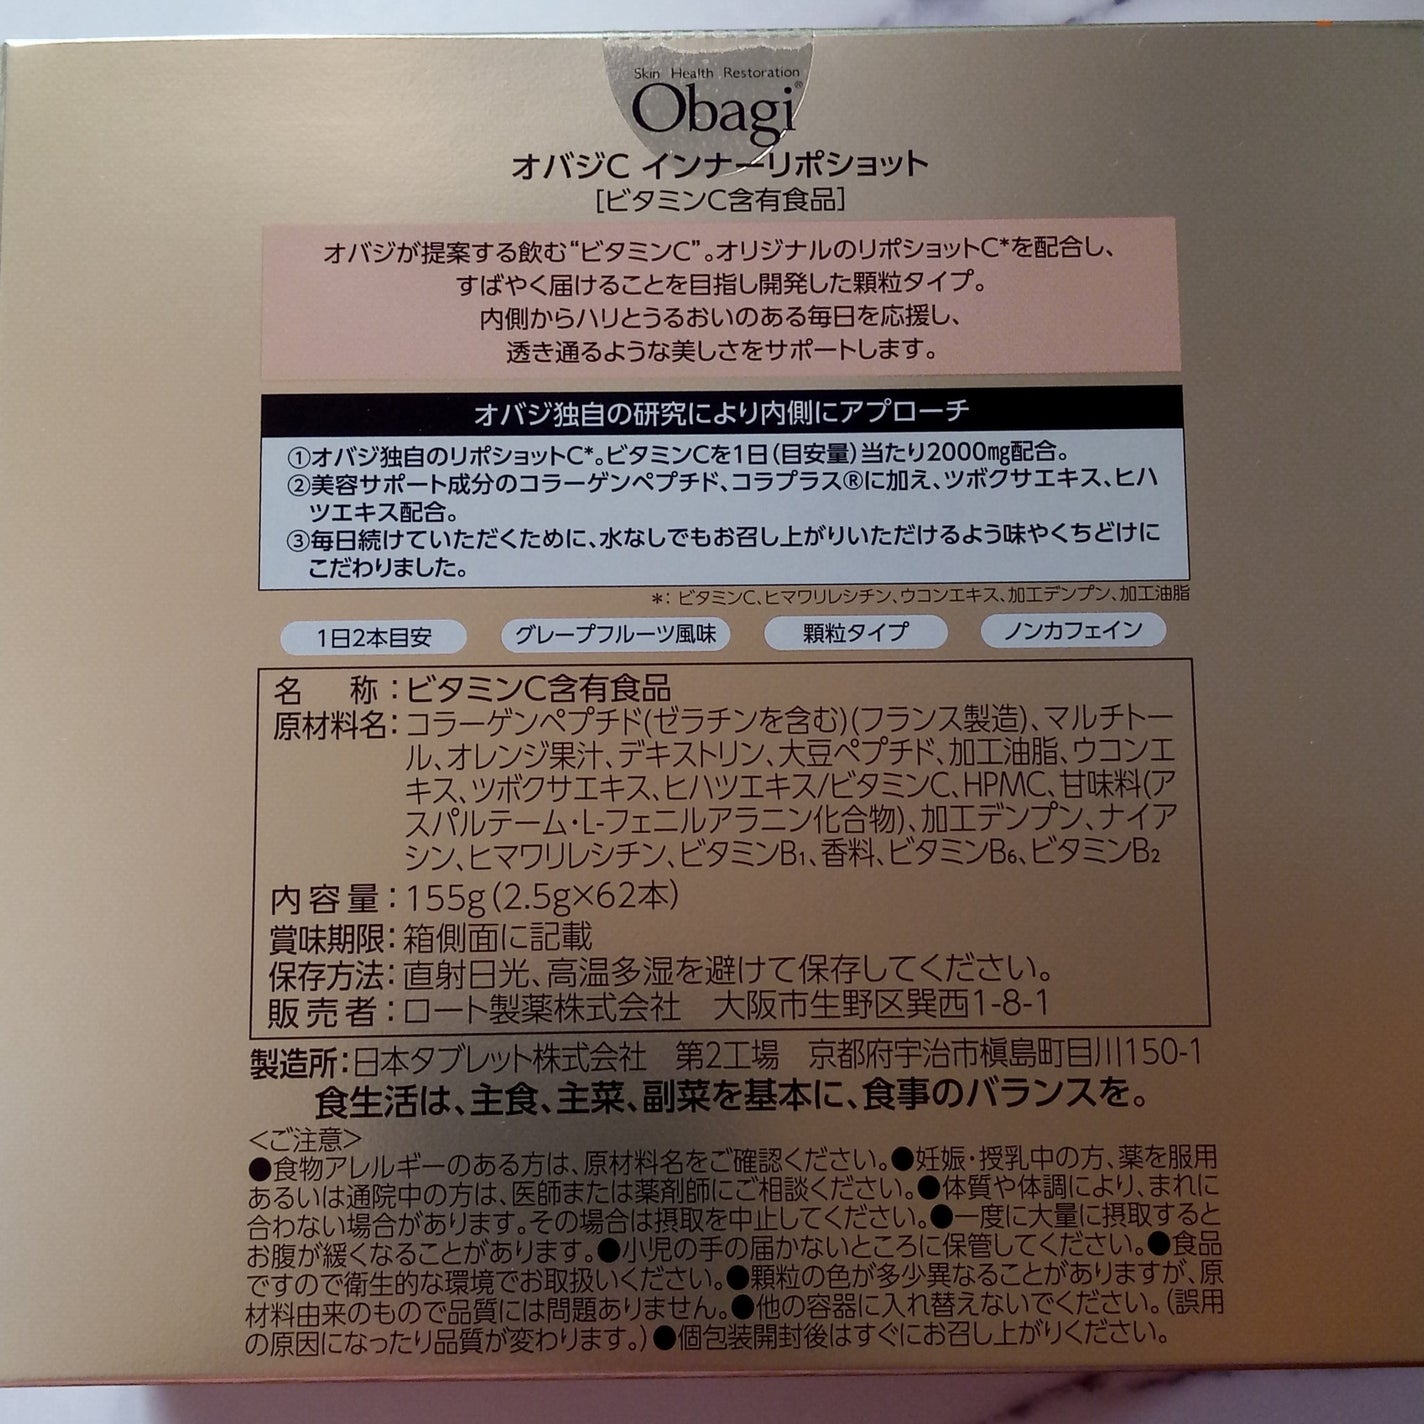 Skin Health Restoration
Obagi®
オバジC インナーリポショット
[ビタミンC含有食品]
オバジが提案する飲む“ビタミンC”。オリジナルのリポショットC*を配合し、
すばやく届けることを目指し開発した顆粒タイプ。
内側からハリとうるおいのある毎日を応援し、
透き通るような美しさをサポートします。
オバジ独自の研究により内側にアプローチ
①オバジ独自のリポショットC*。ビタミンCを1日(目安量)当たり2000㎎配合。
②美容サポート成分のコラーゲンペプチド、コラプラス®に加え、ツボクサエキス、ヒハ
ツエキス配合。
③毎日続けていただくために、水なしでもお召し上がりいただけるよう味やくちどけに
こだわりました。
*: ビタミンC、ヒマワリレシチン、ウコンエキス、加工デンプン、加工油脂
1日2本目安 グレープフルーツ風味 顆粒タイプ ノンカフェイン
名 称:ビタミンC含有食品
原材料名:コラーゲンペプチド(ゼラチンを含む)(フランス製造)、マルチトー
ル、オレンジ果汁、デキストリン、大豆ペプチド、加工油脂、ウコンエ
キス、ツボクサエキス、ヒハツエキス/ビタミンC、HPMC、甘味料(ア
スパルテーム・L-フェニルアラニン化合物)、加工デンプン、ナイア
シン、ヒマワリレシチン、ビタミンB₁、香料、ビタミンB₆、ビタミンB₂
内容量:155g(2.5g×62本)
賞味期限:箱側面に記載
保存方法:直射日光、高温多湿を避けて保存してください。
販売者:ロート製薬株式会社 大阪市生野区巽西1-8-1
製造所:日本タブレット株式会社 第2工場 京都府宇治市槇島町目川150-1
食生活は、主食、主菜、副菜を基本に、食事のバランスを。
<ご注意>
●食物アレルギーのある方は、原材料名をご確認ください。●妊娠・授乳中の方、薬を服用
あるいは通院中の方は、医師または薬剤師にご相談ください。●体質や体調により、まれに
合わない場合があります。その場合は摂取を中止してください。●一度に大量に摂取すると
お腹が緩くなることがあります。●小児の手の届かないところに保管してください。●食品
ですので衛生的な環境でお取扱いください。●顆粒の色が多少異なることがありますが、原
材料由来のもので品質には問題ありません。●他の容器に入れ替えないでください。(誤用
の原因になったり品質が変わります。)●個包装開封後はすぐにお召し上がりください。